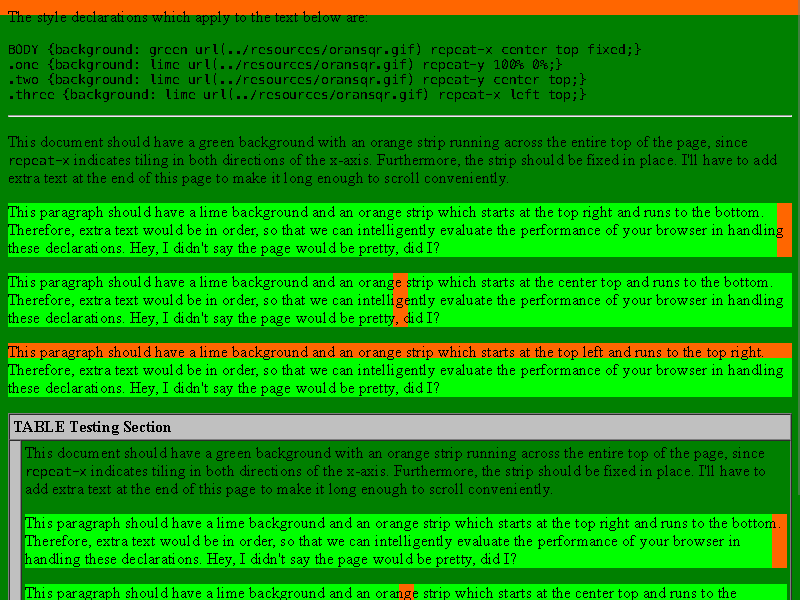 The style declarations which apply to the text below are:
BODY {background: green url(../resources/oransqr.gif) repeat-x center top fixed;}
.one {background: lime url(../resources/oransqr.gif) repeat-y 100% 0%;}
.two {background: lime url(../resources/oransqr.gif) repeat-y center top;}
.three {background: lime url(../resources/oransqr.gif) repeat-x left top;}
This document should have a green background with an orange strip running across the entire top of the page, since
repeat-x indicates tiling in both directions of the x-axis. Furthermore, the strip should be fixed in place. I'll have to add
extra text at the end of this page to make it long enough to scroll conveniently.
This paragraph should have a lime background and an orange strip which starts at the top right and runs to the bottom.
Therefore, extra text would be in order, so that we can intelligently evaluate the performance of your browser in handling
these declarations. Hey, I didn't say the page would be pretty, did I?
This paragraph should have a lime background and an orange strip which starts at the center top and runs to the bottom.
Therefore, extra text would be in order, so that we can intelligently evaluate the performance of your browser in handling
these declarations. Hey, I didn't say the page would be pretty, did I?
This paragraph should have a lime background and an orange strip which starts at the top left and runs to the top right.
Therefore, extra text would be in order, so that we can intelligently evaluate the performance of your browser in handling
these declarations. Hey, I didn't say the page would be pretty, did I?
TABLE Testing Section
This document should have a green background with an orange strip running across the entire top of the page, since
repeat-x indicates tiling in both directions of the x-axis. Furthermore, the strip should be fixed in place. I'll have to
add extra text at the end of this page to make it long enough to scroll conveniently.
This paragraph should have a lime background and an orange strip which starts at the top right and runs to the bottom.
Therefore, extra text would be in order, so that we can intelligently evaluate the performance of your browser in
handling these declarations. Hey, I didn't say the page would be pretty, did I?
This paragraph should have a lime background and an orange strip which starts at the center top and runs to the